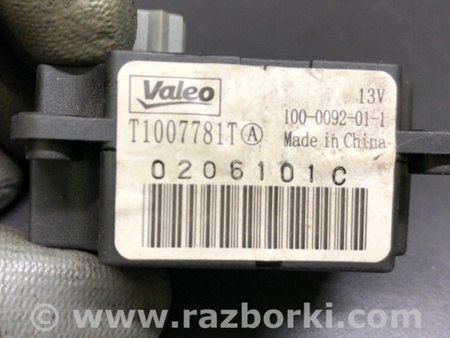 Valeo
13V
T1007781T Ⓐ
100-0092-01-1
Made in China
0206101C
www.razborki.com